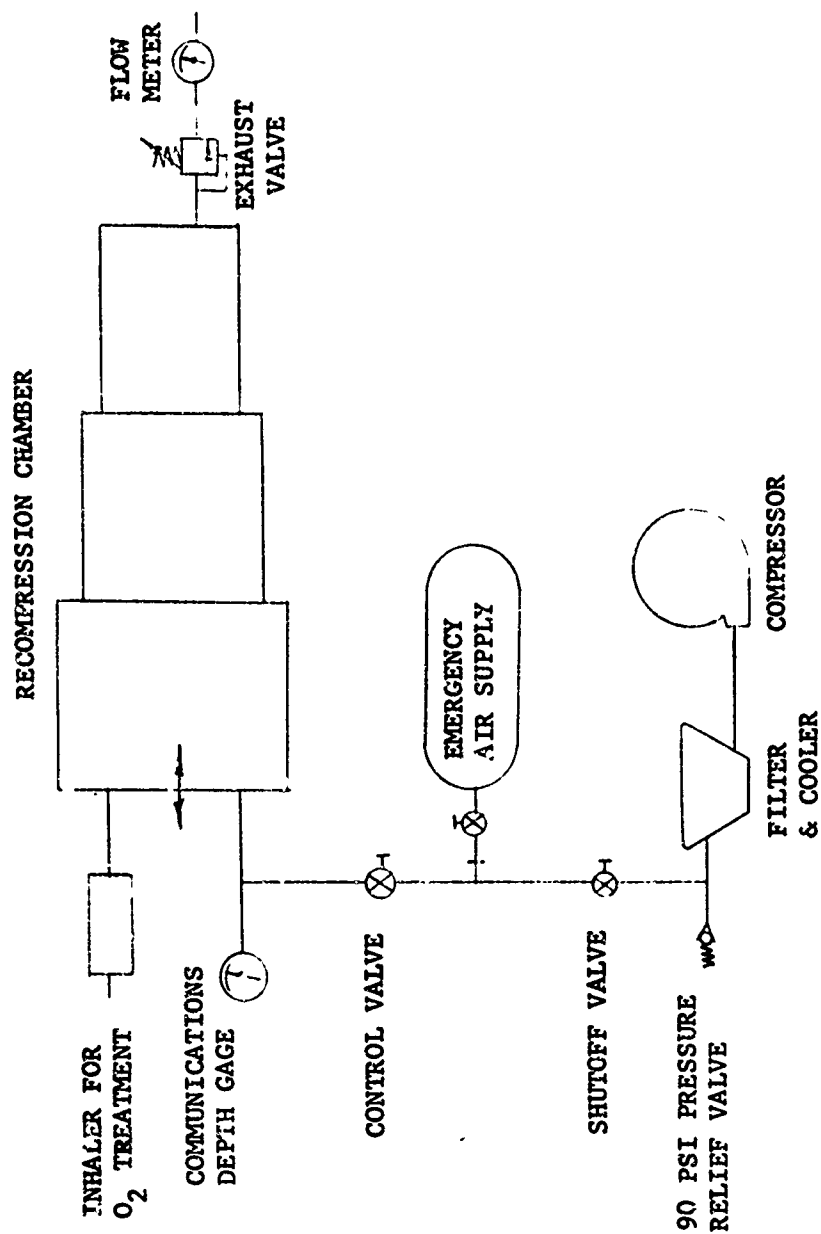 RECOMPRESSION CHAMBER
FLOW
METER
EXHAUST
VALVE
INHALER FOR
O2 TREATMENT
COMMUNICATIONS
DEPTH GAGE
CONTROL VALVE
EMERGENCY
AIR SUPPLY
SHUTOFF VALVE
90 PSI PRESSURE
RELIEF VALVE
FILTER
& COOLER
COMPRESSOR